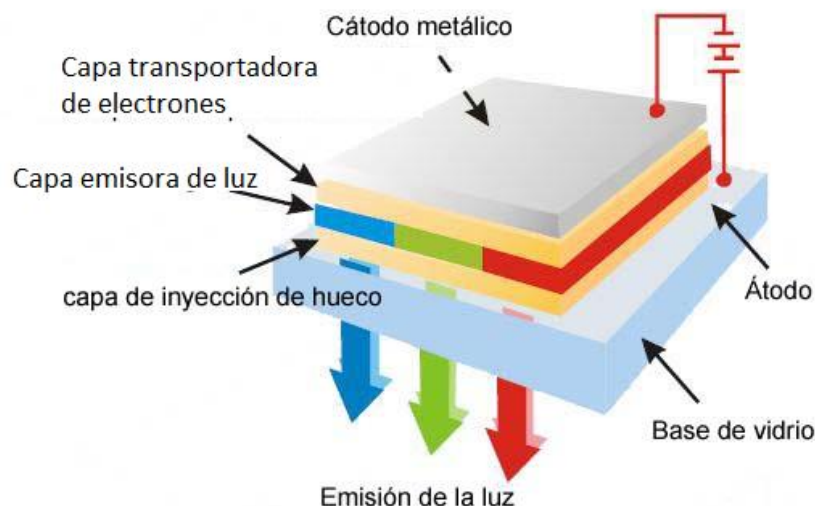 Cátodo metálico
Capa transportadora
de electrones
Capa emisora de luz
capa de inyección de hueco
Átodo
Base de vidrio
Emisión de la luz